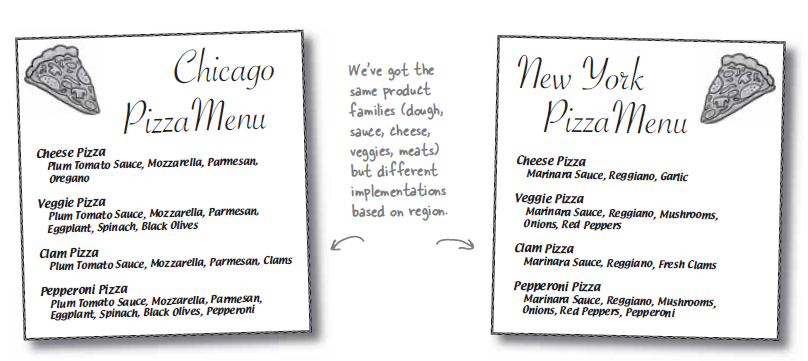 Chicago
PizzaMenu
Cheese Pizza
Plum Tomato Sauce, Mozzarella, Parmesan,
Oregano
Veggie Pizza
Plum Tomato Sauce, Mozzarella, Parmesan,
Eggplant, Spinach, Black Olives
Clam Pizza
Plum Tomato Sauce, Mozzarella, Parmesan, Clams
Pepperoni Pizza
Plum Tomato Sauce, Mozzarella, Parmesan,
Eggplant, Spinach, Black Olives, Pepperoni
We've got the
same product
families (dough,
sauce, cheese,
veggies, meats)
but different
implementations
based on region.
New York
PizzaMenu
Cheese Pizza
Marinara Sauce, Reggiano, Garlic
Veggie Pizza
Marinara Sauce, Reggiano, Mushrooms,
Onions, Red Peppers
Clam Pizza
Marinara Sauce, Reggiano, Fresh Clams
Pepperoni Pizza
Marinara Sauce, Reggiano, Mushrooms,
Onions, Red Peppers, Pepperoni